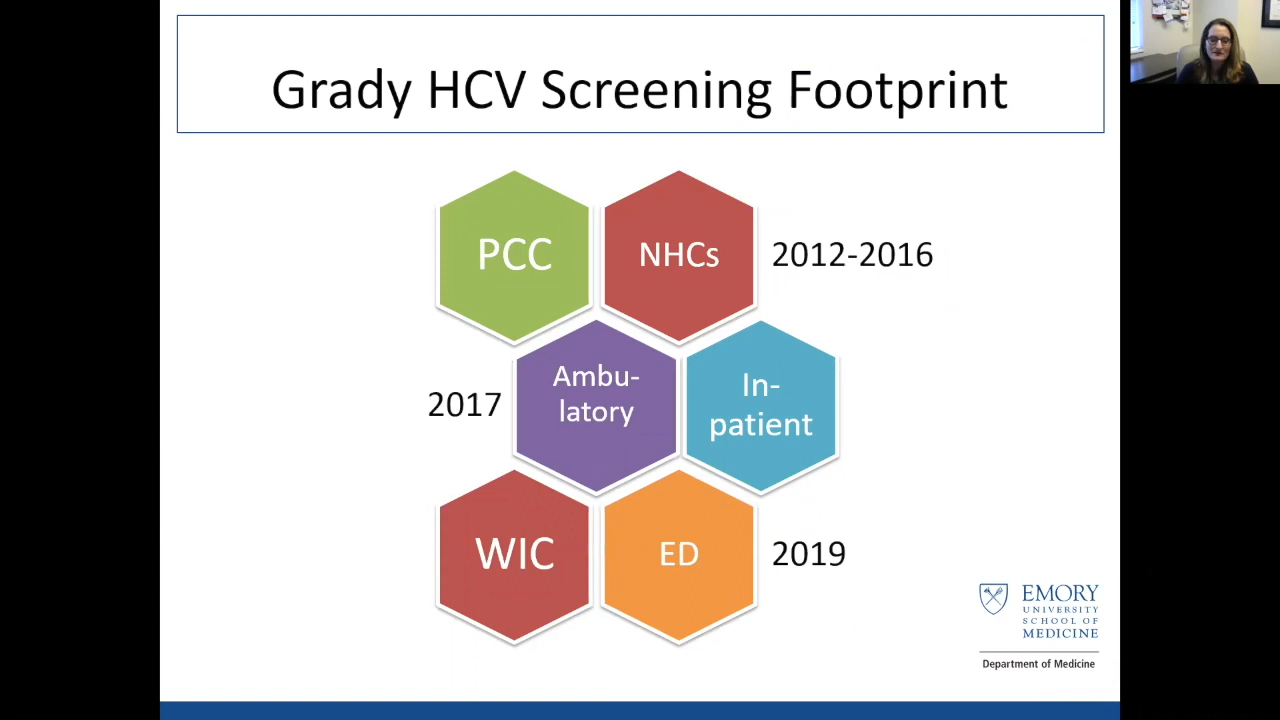 Grady HCV Screening Footprint
PCC
NHCs
2012-2016
2017
Ambu-
latory
In-
patient
WIC
ED
2019
EMORY
UNIVERSITY
SCHOOL OF
MEDICINE
Department of Medicine